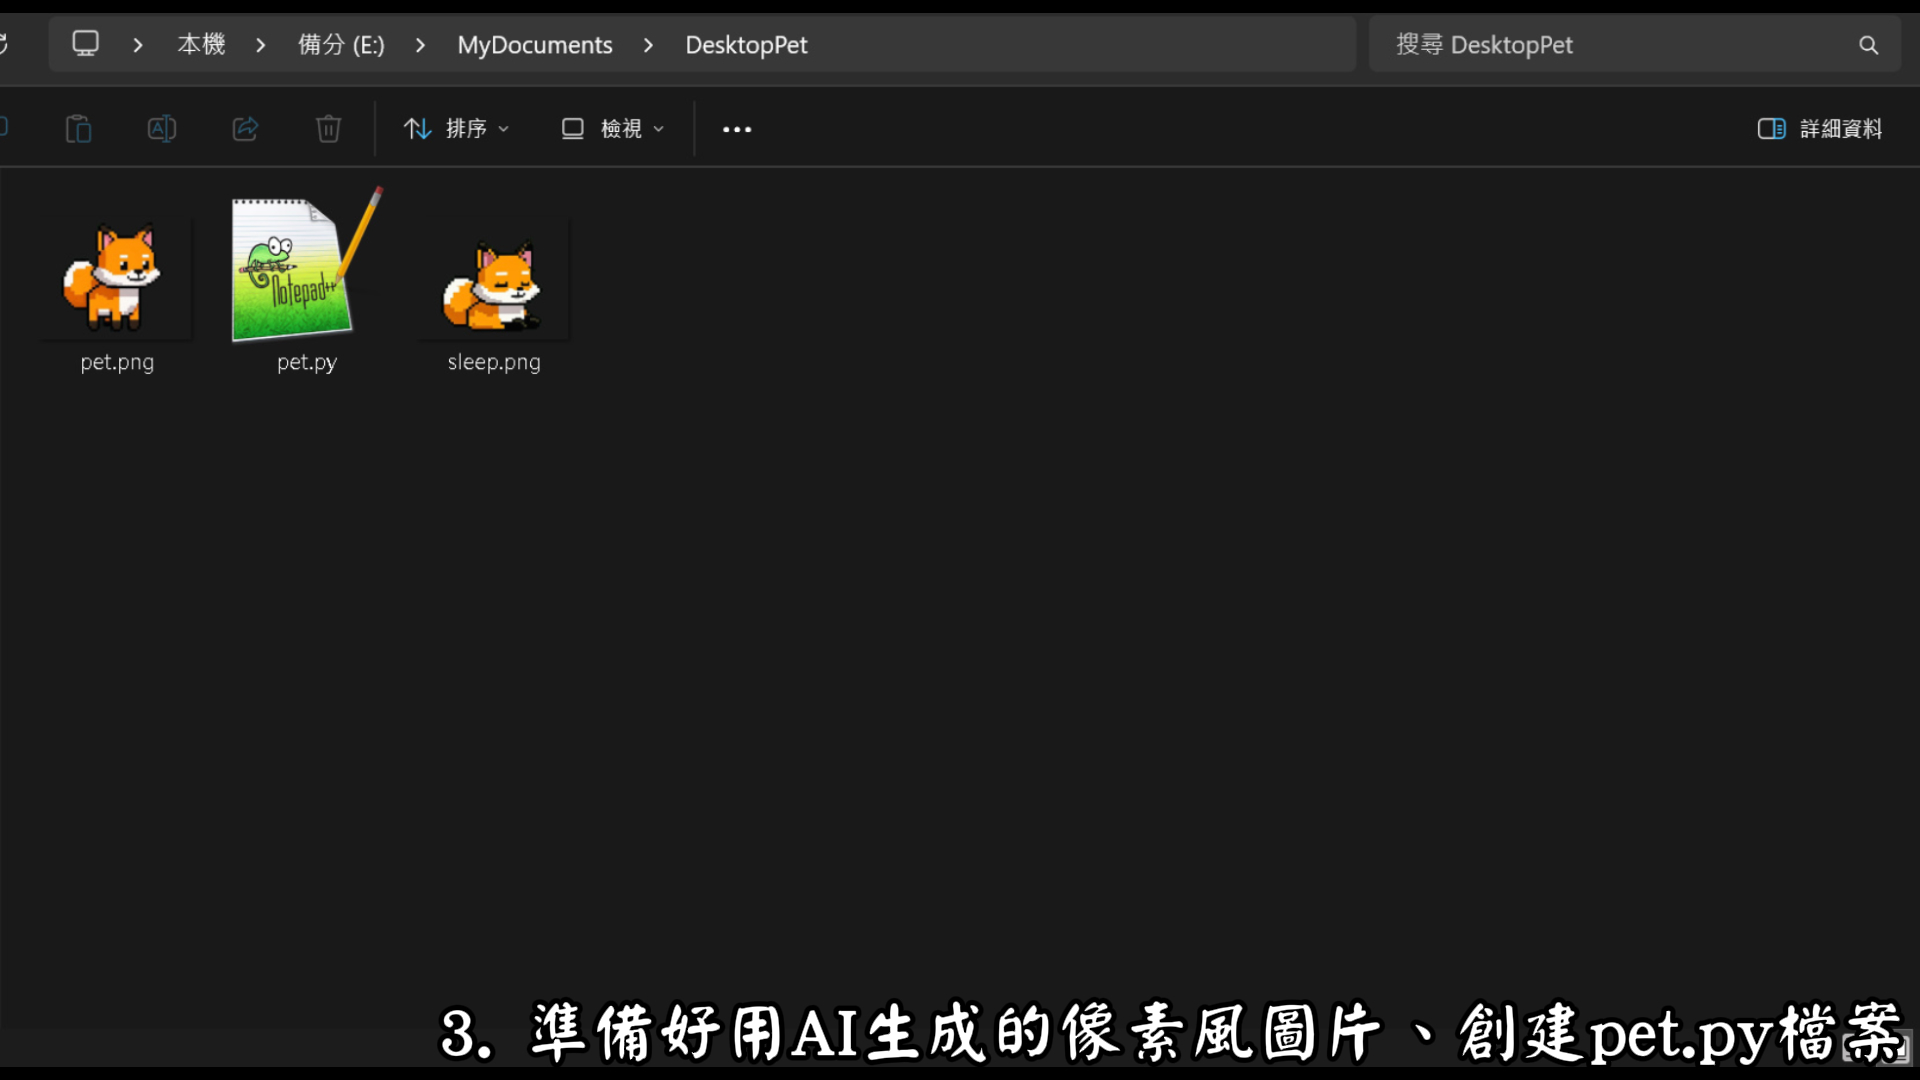 本機 備分 (E:) MyDocuments DesktopPet 搜尋 DesktopPet
排序 檢視 詳細資料
Notepad++
pet.png pet.py sleep.png
3. 準備好用AI生成的像素風圖片、創建pet.py檔案